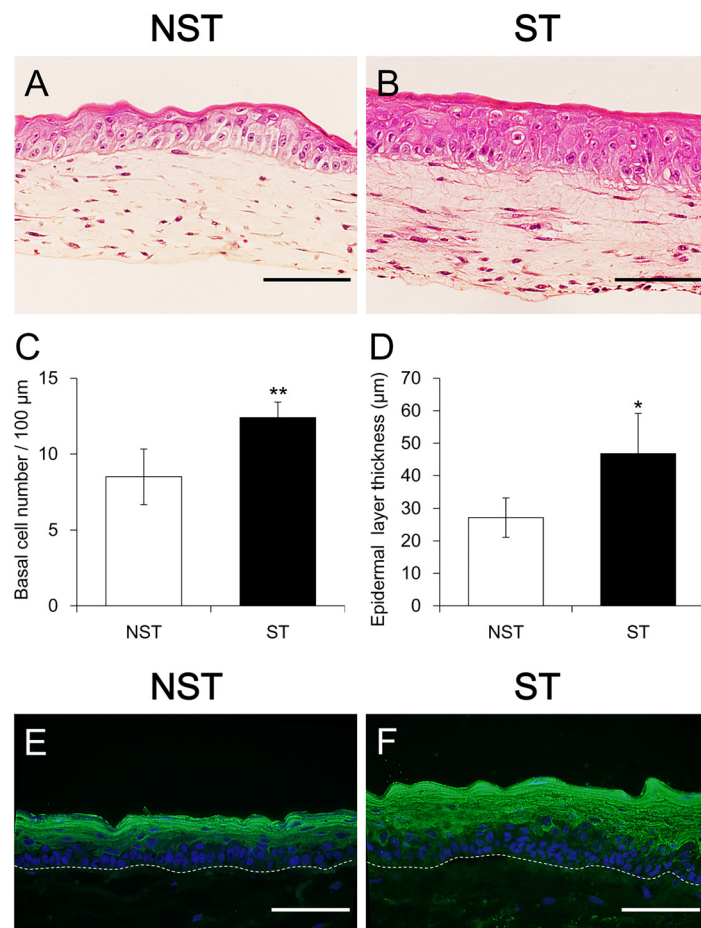 NST ST
A B
C D
15
10
5
0
Basal cell number / 100 µm
**
NST ST
70
60
50
40
30
20
10
0
Epidermal layer thickness (µm)
*
NST ST
NST ST
E F